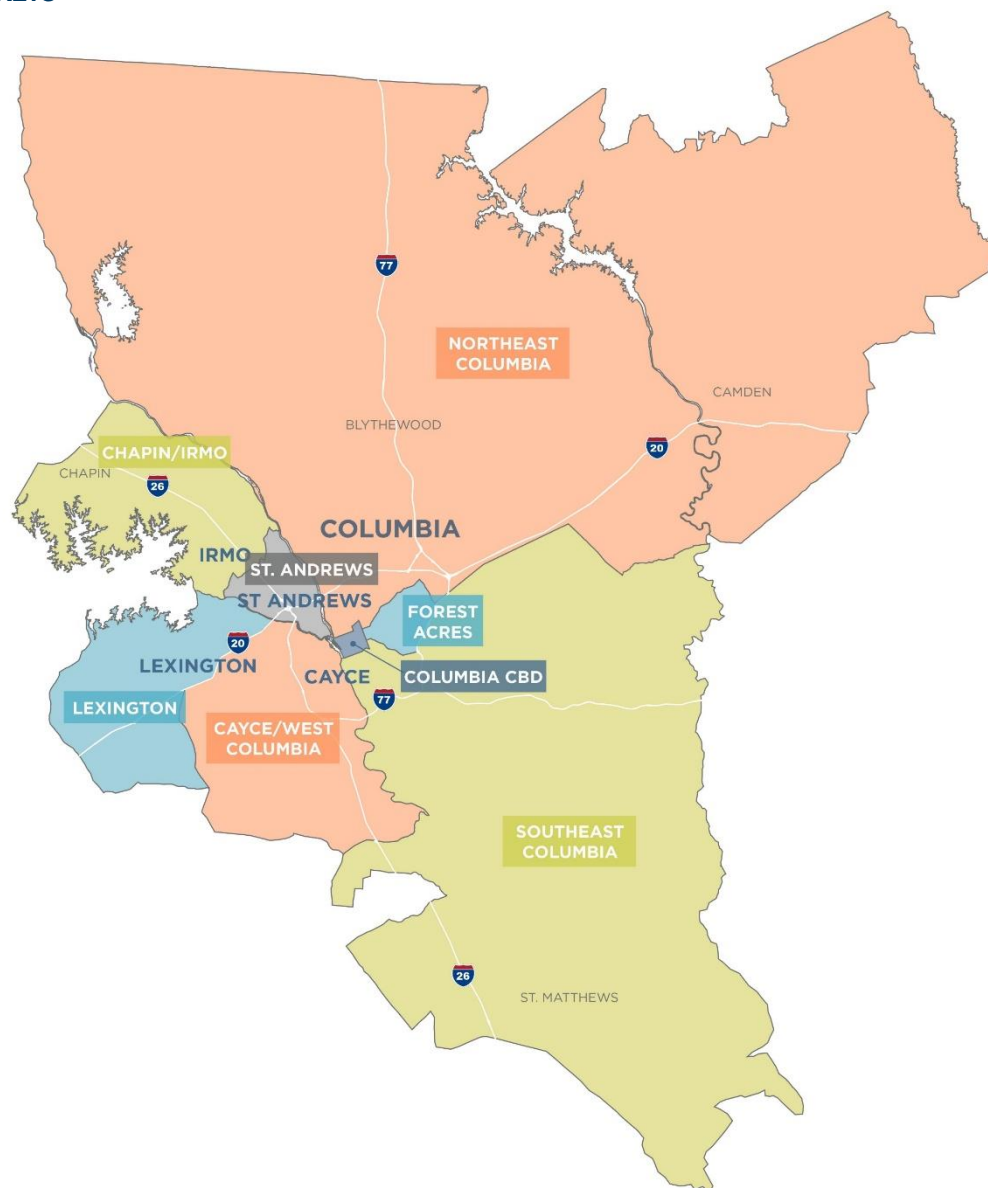 77
NORTHEAST
COLUMBIA
CAMDEN
BLYTHEWOOD
20
CHAPIN/IRMO
CHAPIN
26
COLUMBIA
IRMO
ST. ANDREWS
ST ANDREWS
FOREST
ACRES
20
LEXINGTON
CAYCE
COLUMBIA CBD
77
LEXINGTON
CAYCE/WEST
COLUMBIA
SOUTHEAST
COLUMBIA
26
ST. MATTHEWS